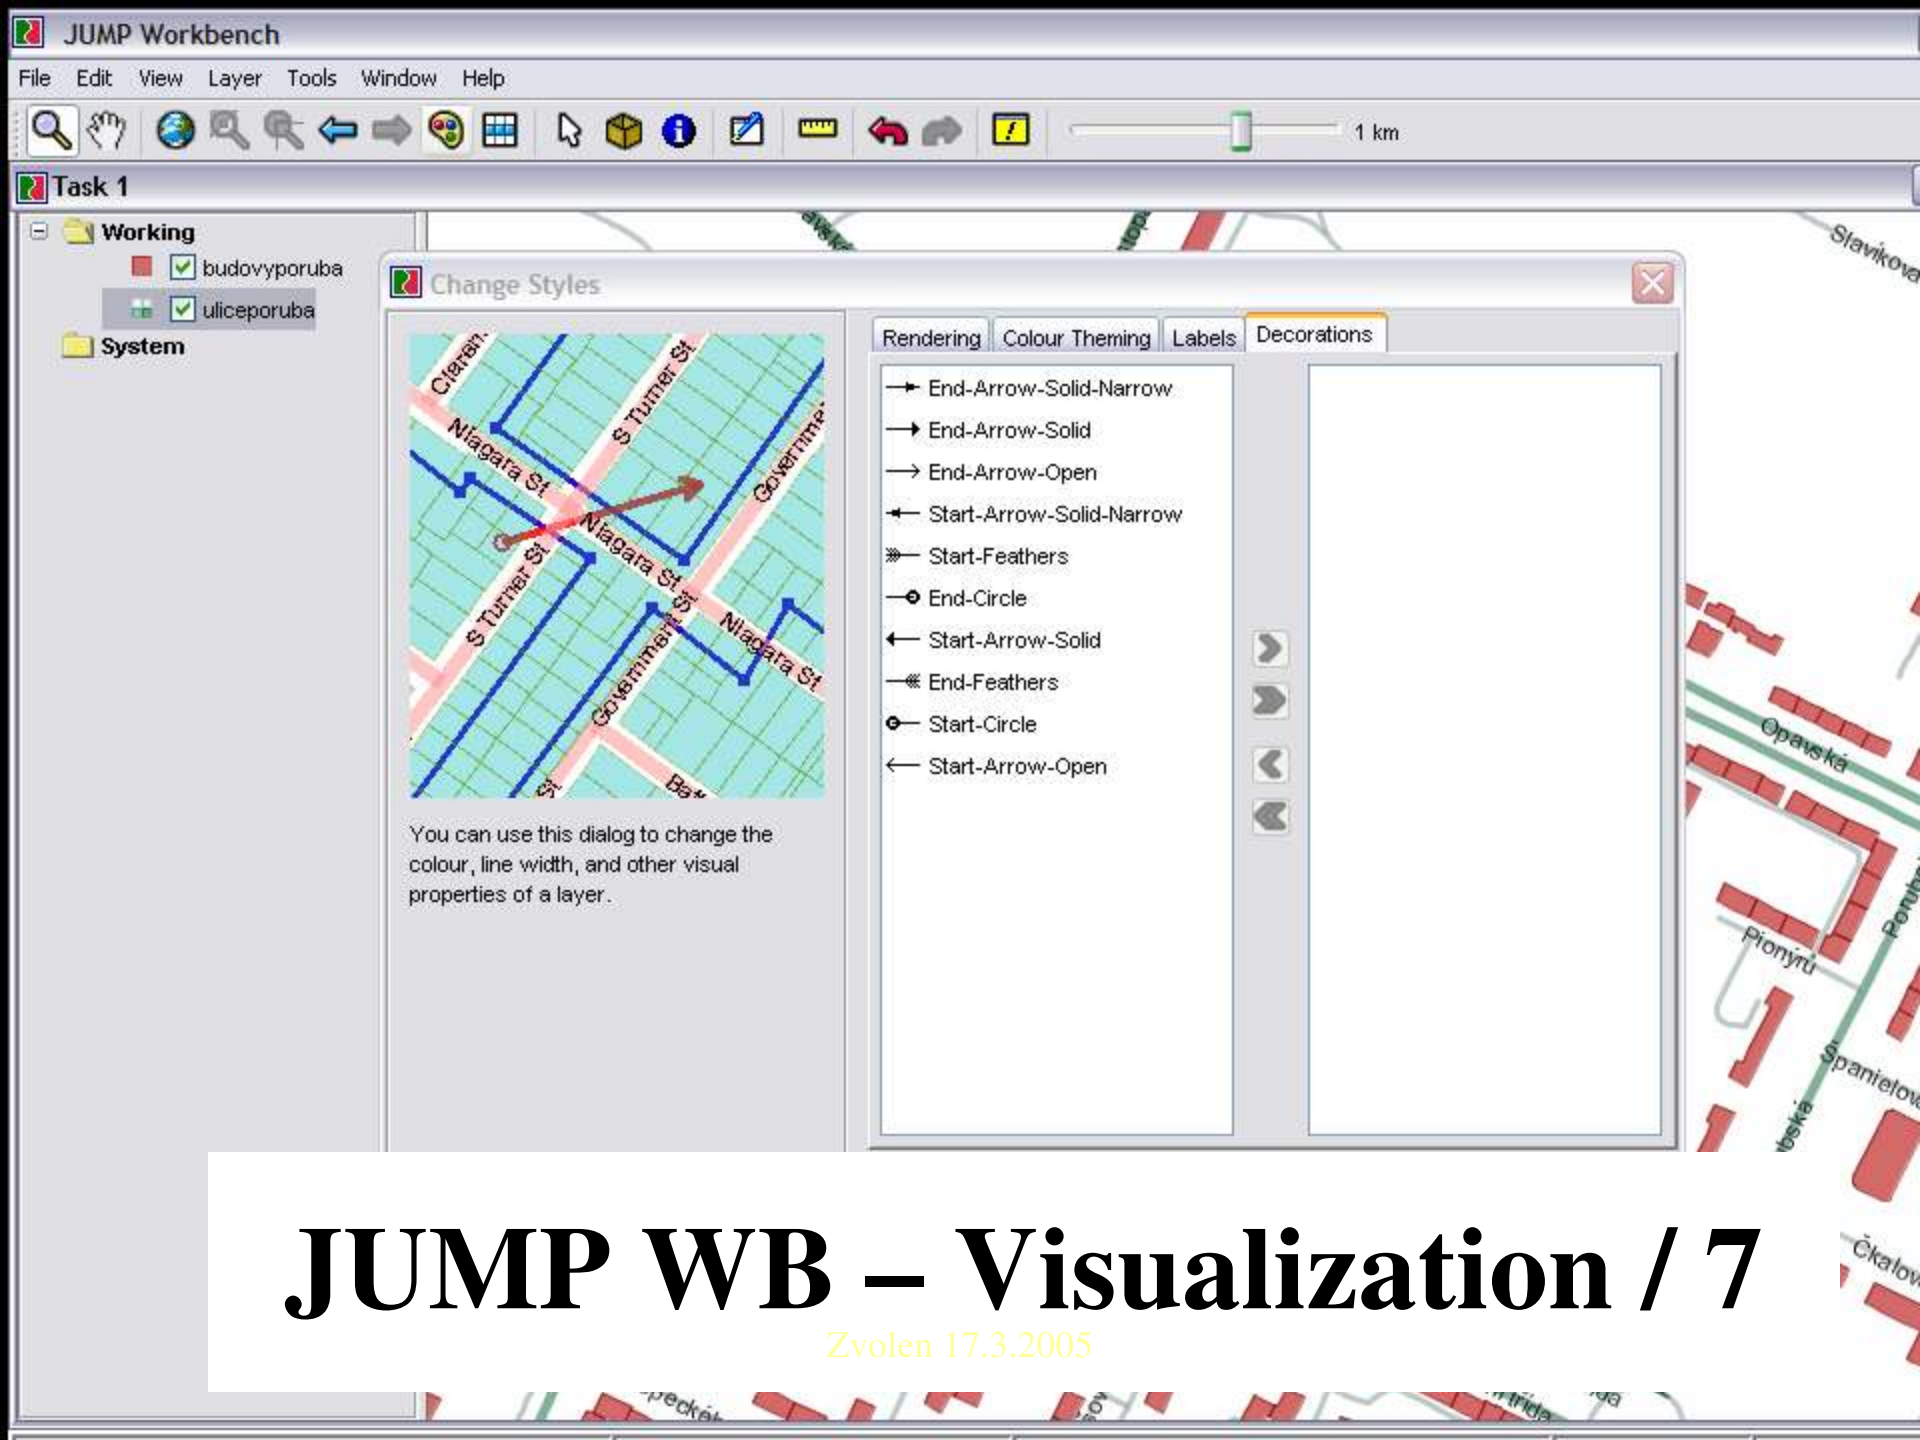 JUMP Workbench
File Edit View Layer Tools Window Help
1 km
Task 1
Working
budovyporuba
uliceporuba
System
Change Styles
Rendering Colour Theming Labels Decorations
End-Arrow-Solid-Narrow
End-Arrow-Solid
End-Arrow-Open
Start-Arrow-Solid-Narrow
Start-Feathers
End-Circle
Start-Arrow-Solid
End-Feathers
Start-Circle
Start-Arrow-Open
S Turner St
Niagara St
Niagara St
S Turner St
Government St
Niagara St
You can use this dialog to change the
colour, line width, and other visual
properties of a layer.
Slavíkova
Opavská
Pionýrů
JUMP WB – Visualization / 7
Zvolen 17.3.2005